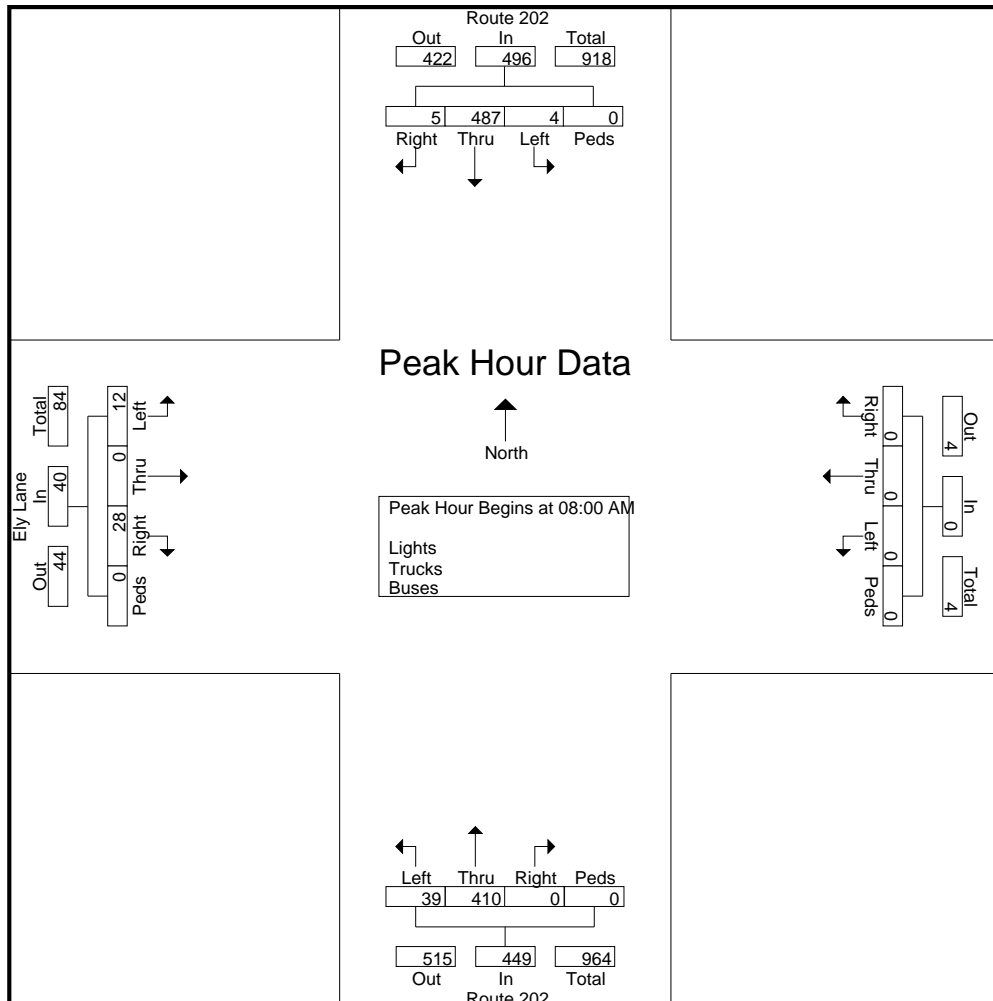 Route 202
Out In Total
422 496 918
5 487 4 0
Right Thru Left Peds
Peak Hour Data
North
Peak Hour Begins at 08:00 AM
Lights
Trucks
Buses
Ely Lane
Total In Out
84 40 44
12 0 28 0
Left Thru Right Peds
Out In Total
4 0 4
0 0 0 0
Right Thru Left Peds
Left Thru Right Peds
39 410 0 0
515 449 964
Out In Total
Route 202